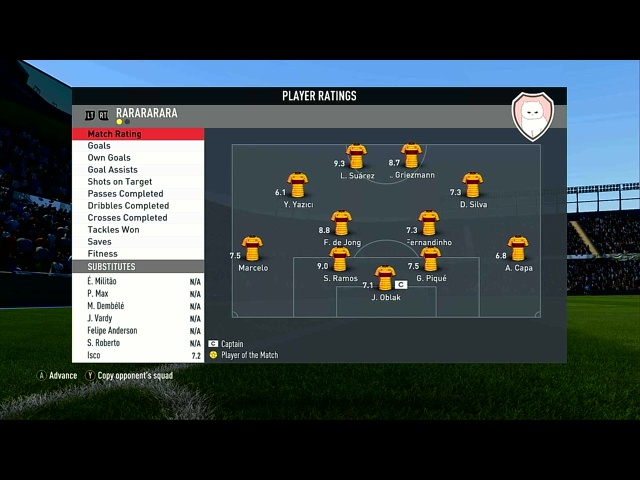 PLAYER RATINGS
LT RT RARARARARA
Match Rating
Goals
Own Goals
Goal Assists
Shots on Target
Passes Completed
Dribbles Completed
Crosses Completed
Tackles Won
Saves
Fitness
SUBSTITUTES
É. Militão N/A
P. Max N/A
M. Dembélé N/A
J. Vardy N/A
Felipe Anderson N/A
S. Roberto N/A
Isco 7.2
9.3
L. Suárez
8.7
. Griezmann
6.1
Y. Yazıcı
7.3
D. Silva
8.8
F. de Jong
7.3
Fernandinho
7.5
Marcelo
9.0
S. Ramos
7.5
G. Piqué
6.8
A. Capa
7.1 C
J. Oblak
C Captain
Player of the Match
A Advance Y Copy opponent's squad